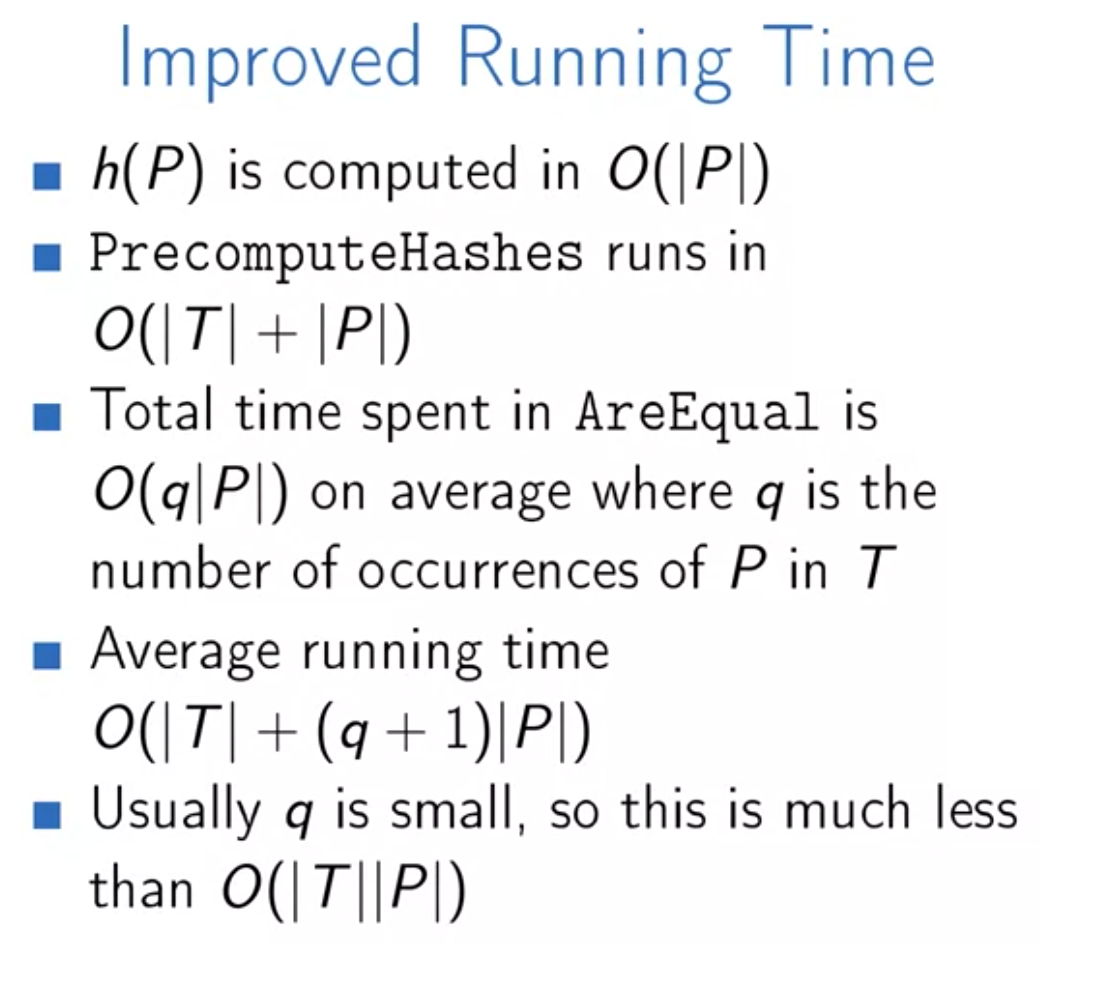 Improved Running Time
h(P) is computed in O(|P|)
PrecomputeHashes runs in
O(|T| + |P|)
Total time spent in AreEqual is
O(q|P|) on average where q is the
number of occurrences of P in T
Average running time
O(|T| + (q + 1)|P|)
Usually q is small, so this is much less
than O(|T||P|)